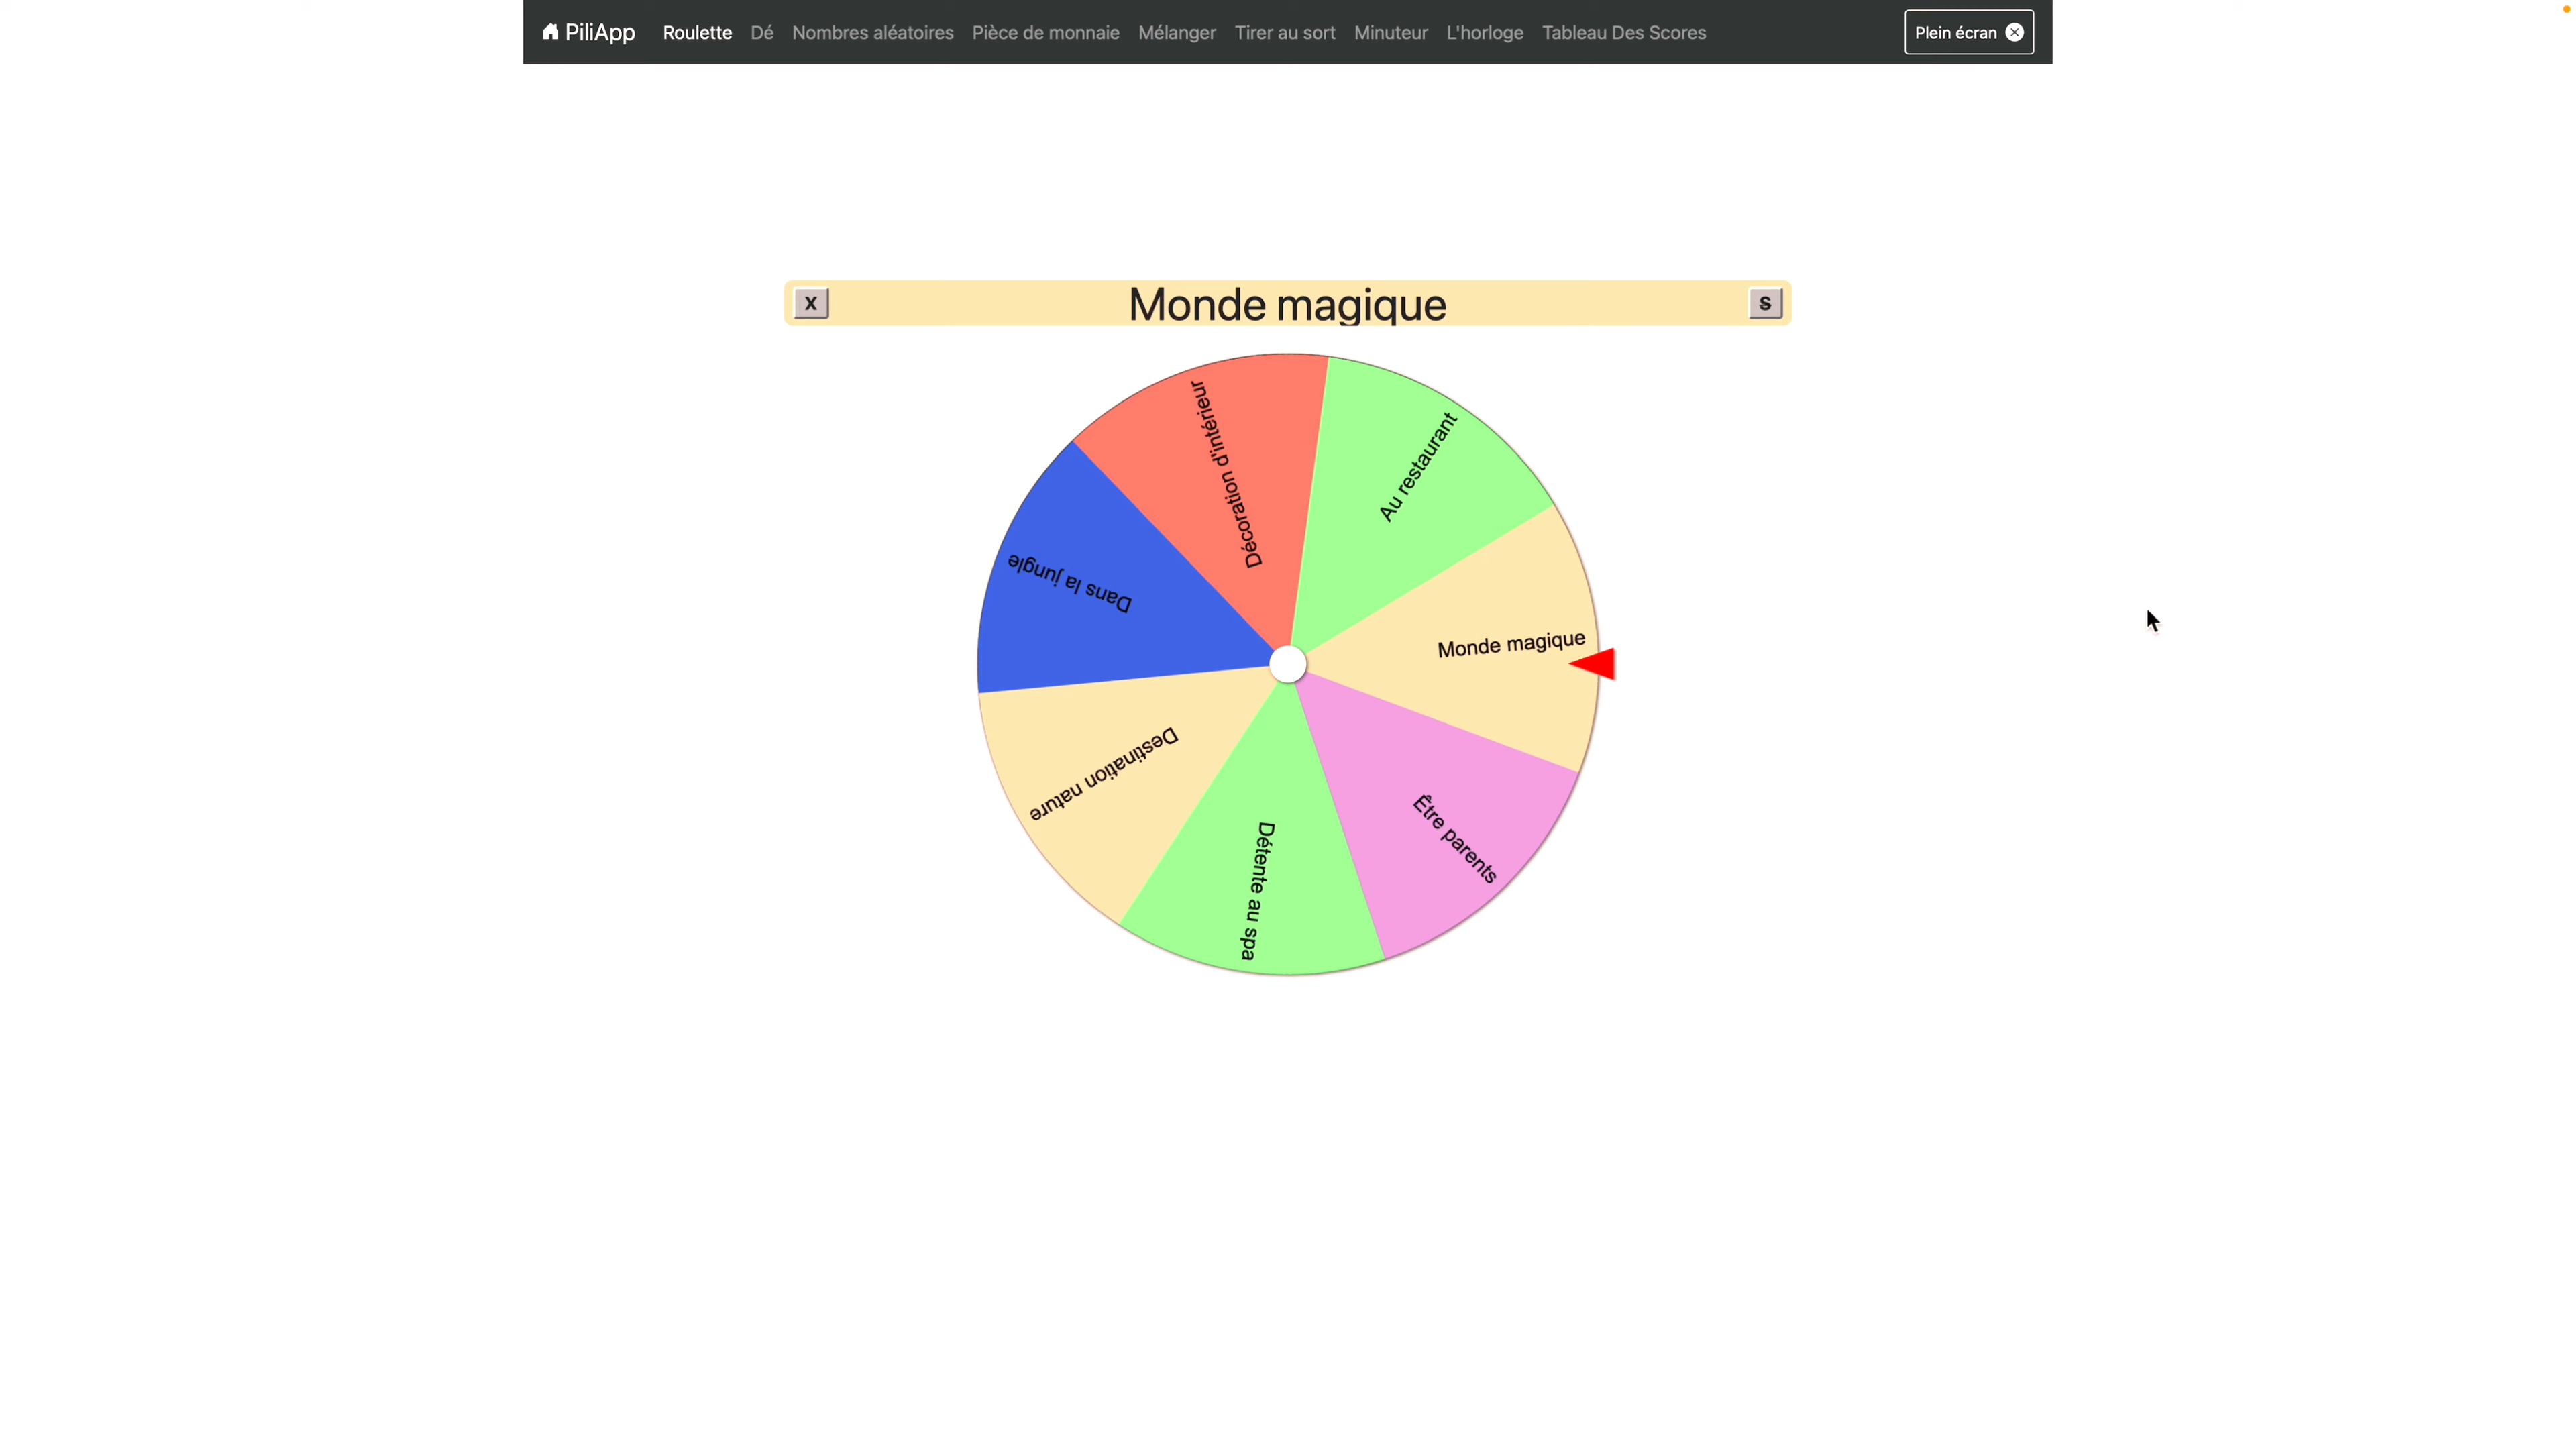 PiliApp Roulette Dé Nombres aléatoires Pièce de monnaie Mélanger Tirer au sort Minuteur L'horloge Tableau Des Scores Plein écran
X Monde magique S
Décoration d'intérieur
Au restaurant
Dans la jungle
Monde magique
Destination nature
Être parents
Détente au spa